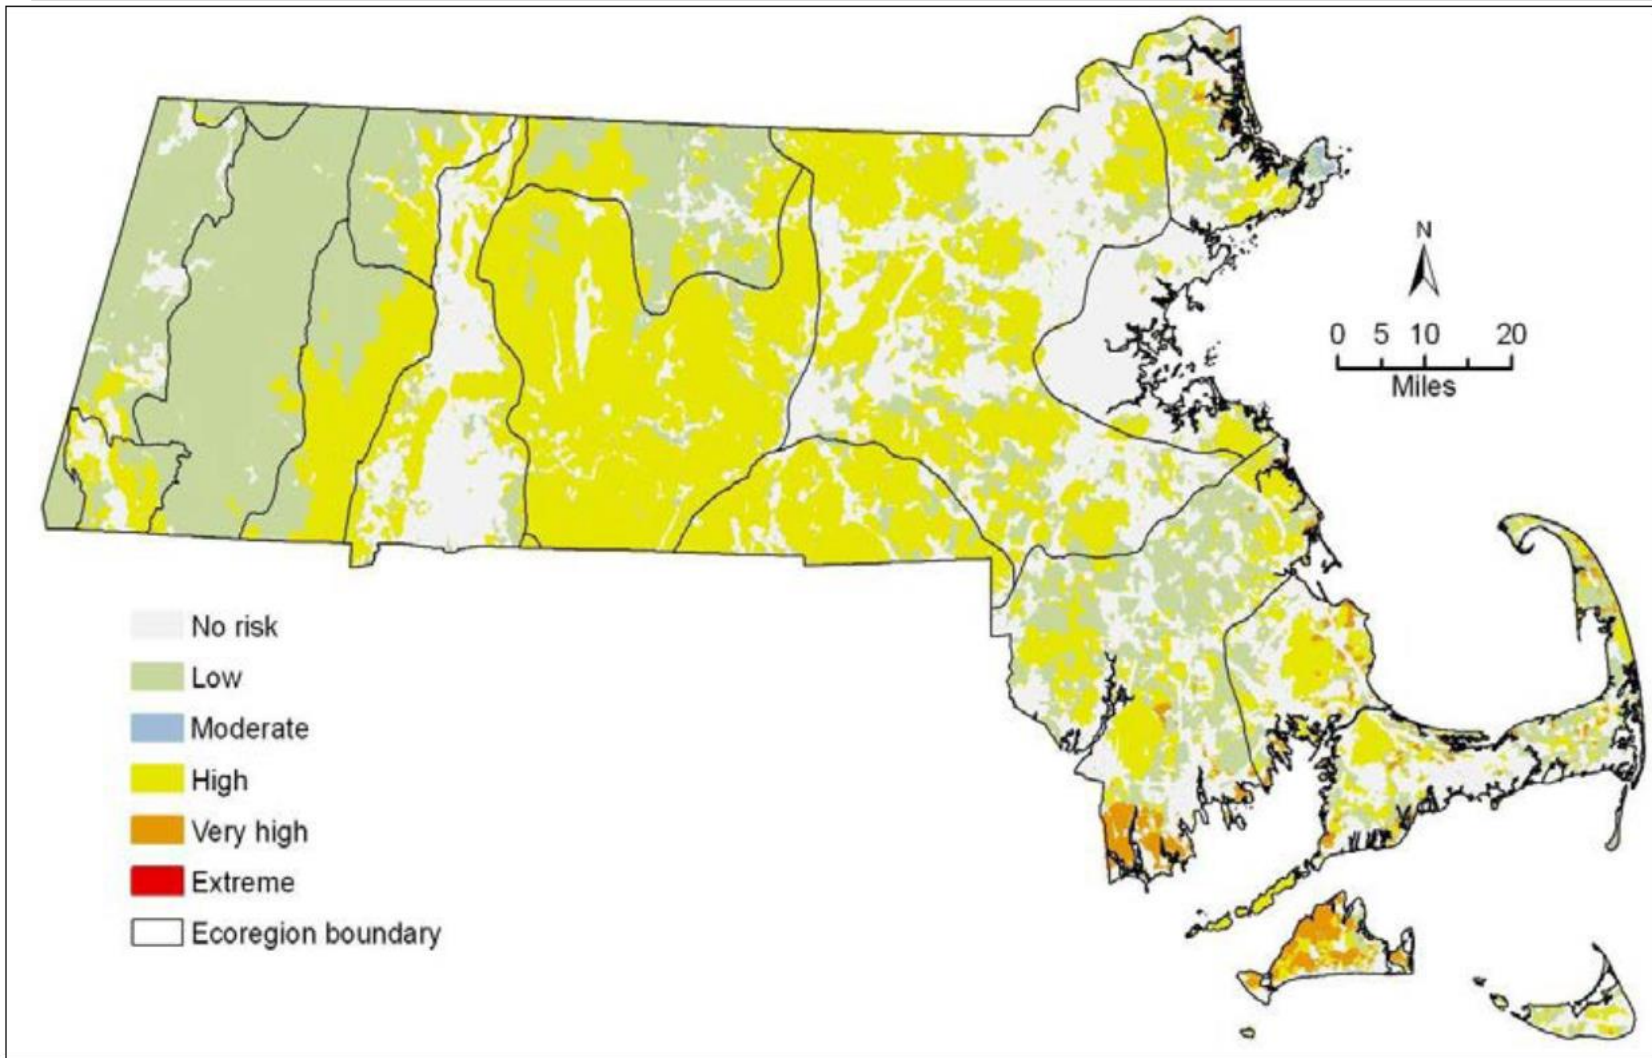 N
0 5 10 20
Miles
No risk
Low
Moderate
High
Very high
Extreme
Ecoregion boundary